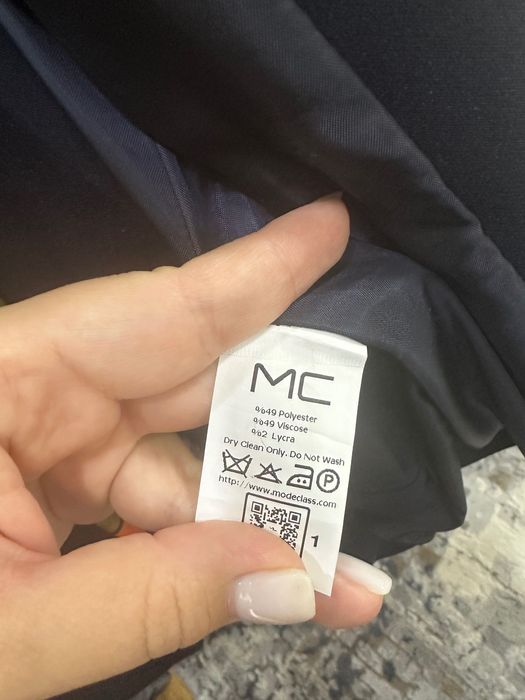 MC
%49 Polyester
%49 Viscose
%2 Lycra
Dry Clean Only. Do Not Wash
P
http://www.modeclass.com
1